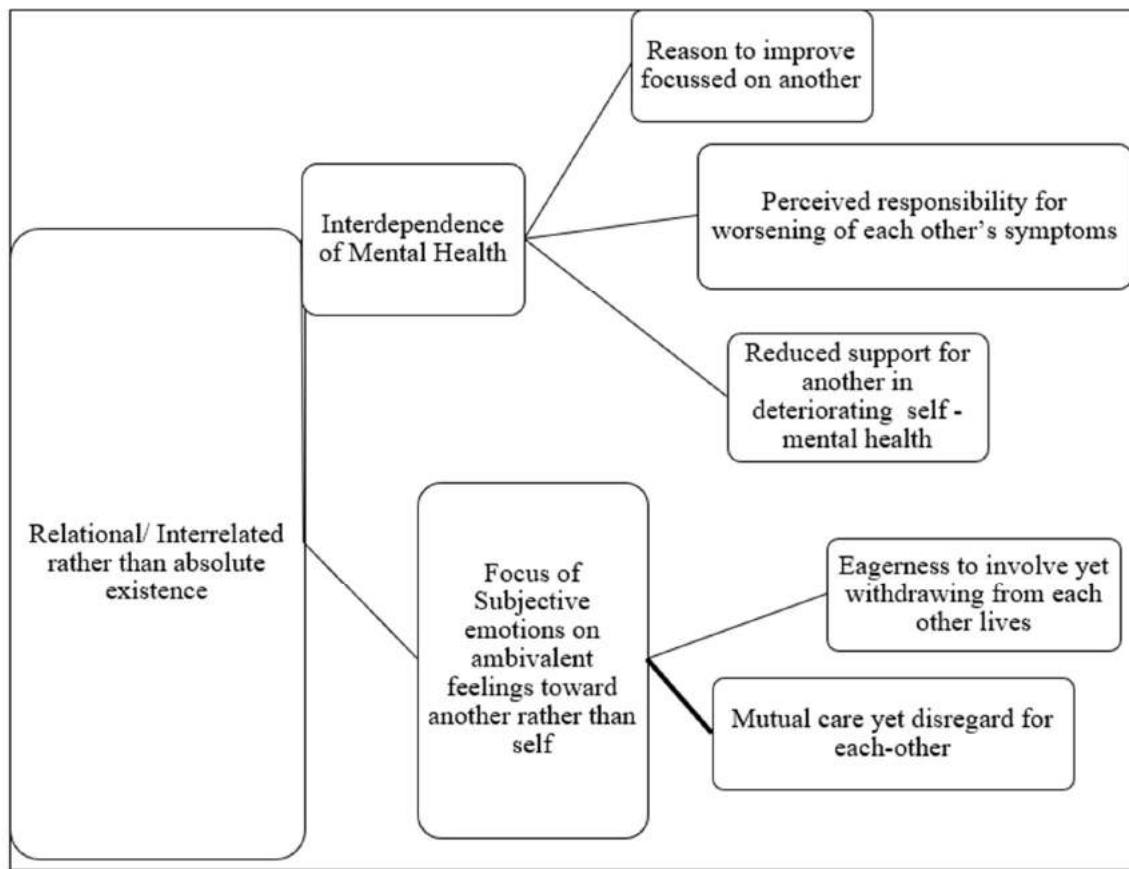 Reason to improve
focussed on another
Interdependence
of Mental Health
Perceived responsibility for
worsening of each other’s symptoms
Reduced support for
another in
deteriorating self -
mental health
Relational/ Interrelated
rather than absolute
existence
Focus of
Subjective
emotions on
ambivalent
feelings toward
another rather than
self
Eagerness to involve yet
withdrawing from each
other lives
Mutual care yet disregard for
each-other